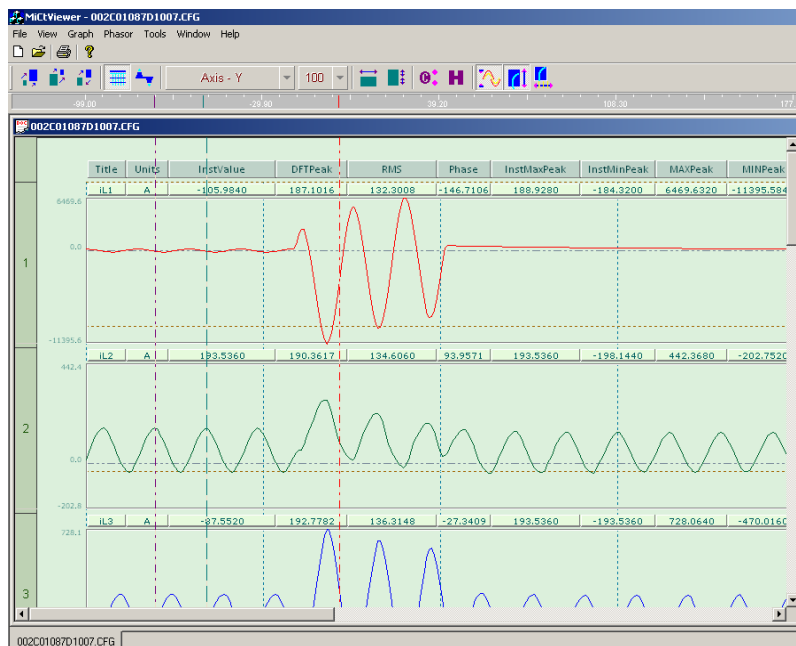 MiCtViewer - 002C01087D1007.CFG
File View Graph Phasor Tools Window Help
Axis - Y 100
-99.00 -29.90 39.20 108.30 177.
002C01087D1007.CFG
Title Units InstValue DFTPeak RMS Phase InstMaxPeak InstMinPeak MAXPeak MINPeak
iL1 A -105.9840 187.1016 132.3008 -146.7106 188.9280 -184.3200 6469.6320 -11395.584
6469.6
0.0
1
-11395.6
iL2 A 193.5360 190.3617 134.6060 93.9571 193.5360 -198.1440 442.3680 -202.7520
442.4
2
0.0
-202.8
iL3 A -87.5520 192.7782 136.3148 -27.3409 193.5360 -193.5360 728.0640 -470.0160
728.1
3
002C01087D1007.CFG